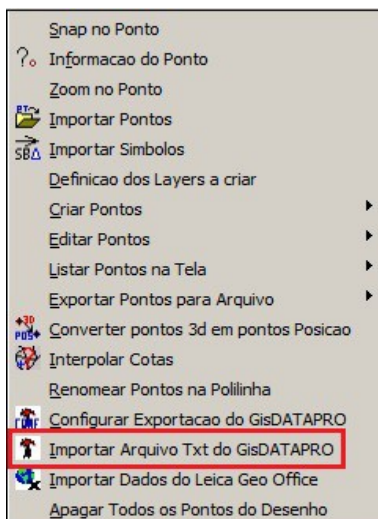 Snap no Ponto
Informacao do Ponto
Zoom no Ponto
Importar Pontos
Importar Simbolos
Definicao dos Layers a criar
Criar Pontos
Editar Pontos
Listar Pontos na Tela
Exportar Pontos para Arquivo
Converter pontos 3d em pontos Posicao
Interpolar Cotas
Renomear Pontos na Polilinha
Configurar Exportacao do GisDATAPRO
Importar Arquivo Txt do GisDATAPRO
Importar Dados do Leica Geo Office
Apagar Todos os Pontos do Desenho